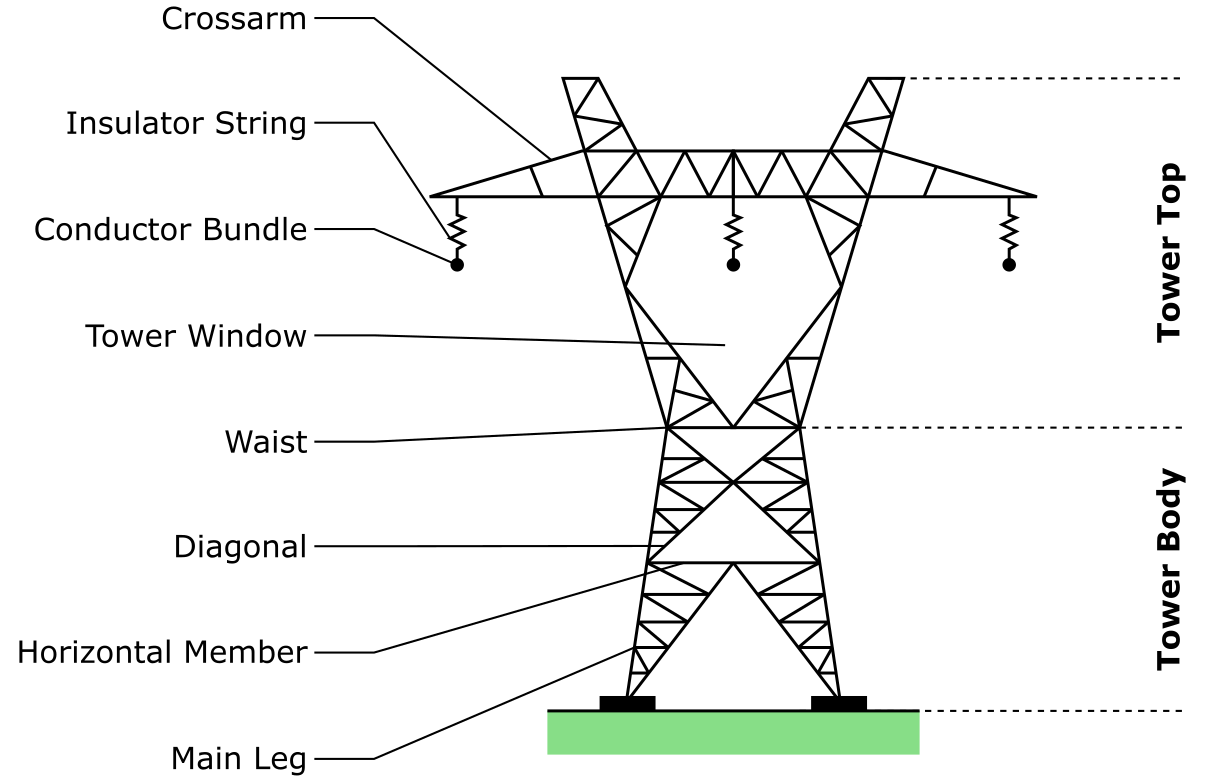 Crossarm
Insulator String
Conductor Bundle
Tower Window
Waist
Diagonal
Horizontal Member
Main Leg
Tower Top
Tower Body